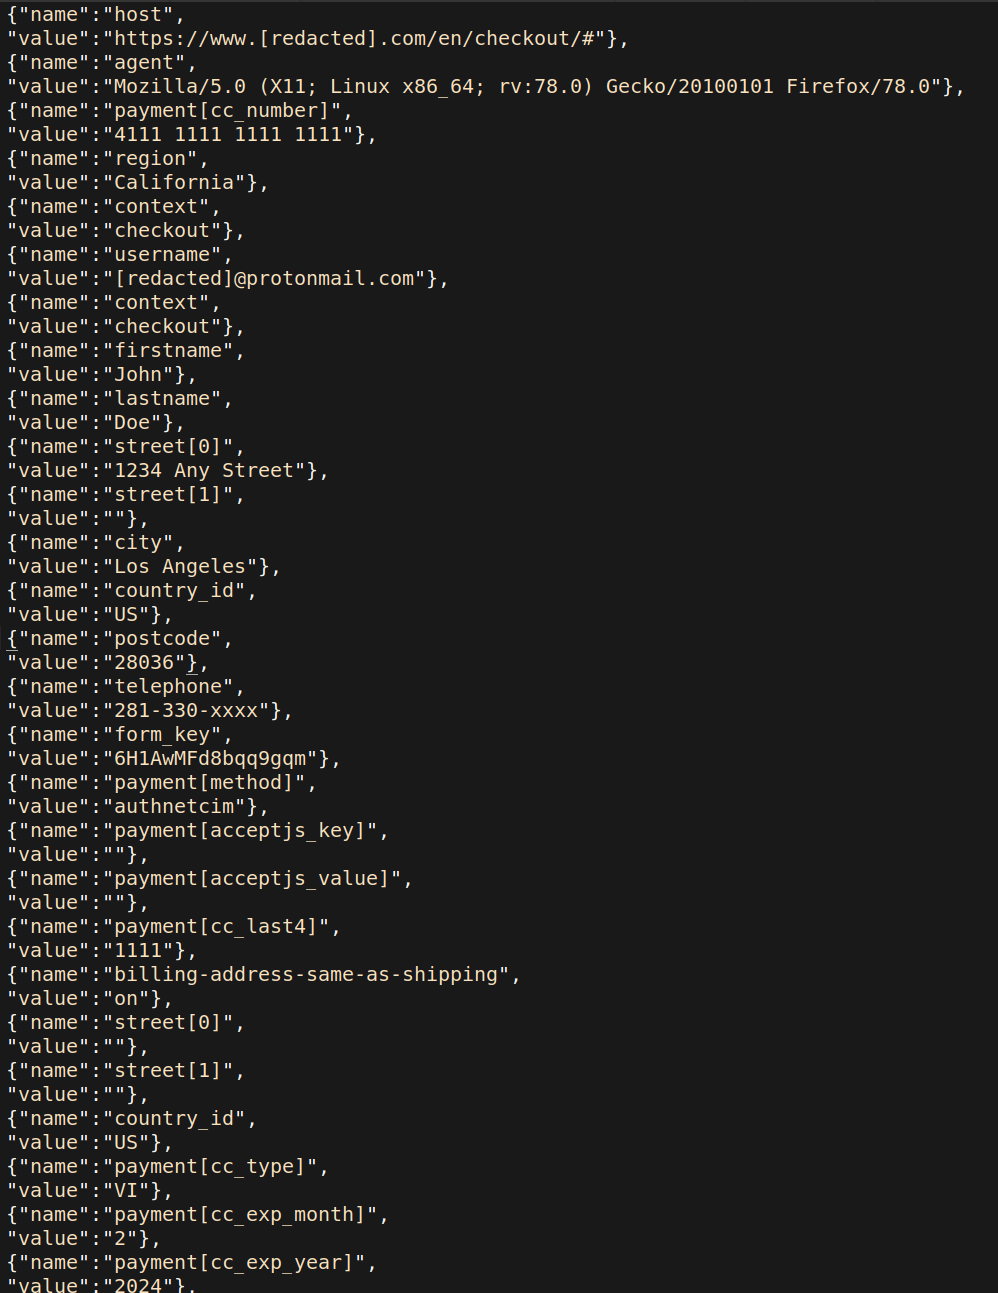 {"name":"host",
"value":"https://www.[redacted].com/en/checkout/#"},
{"name":"agent",
"value":"Mozilla/5.0 (X11; Linux x86_64; rv:78.0) Gecko/20100101 Firefox/78.0"},
{"name":"payment[cc_number]",
"value":"4111 1111 1111 1111"},
{"name":"region",
"value":"California"},
{"name":"context",
"value":"checkout"},
{"name":"username",
"value":"[redacted]@protonmail.com"},
{"name":"context",
"value":"checkout"},
{"name":"firstname",
"value":"John"},
{"name":"lastname",
"value":"Doe"},
{"name":"street[0]",
"value":"1234 Any Street"},
{"name":"street[1]",
"value":""},
{"name":"city",
"value":"Los Angeles"},
{"name":"country_id",
"value":"US"},
{"name":"postcode",
"value":"28036"},
{"name":"telephone",
"value":"281-330-xxxx"},
{"name":"form_key",
"value":"6H1AwMFd8bqq9gqm"},
{"name":"payment[method]",
"value":"authnetcim"},
{"name":"payment[acceptjs_key]",
"value":""},
{"name":"payment[acceptjs_value]",
"value":""},
{"name":"payment[cc_last4]",
"value":"1111"},
{"name":"billing-address-same-as-shipping",
"value":"on"},
{"name":"street[0]",
"value":""},
{"name":"street[1]",
"value":""},
{"name":"country_id",
"value":"US"},
{"name":"payment[cc_type]",
"value":"VI"},
{"name":"payment[cc_exp_month]",
"value":"2"},
{"name":"payment[cc_exp_year]",
"value":"2024"},